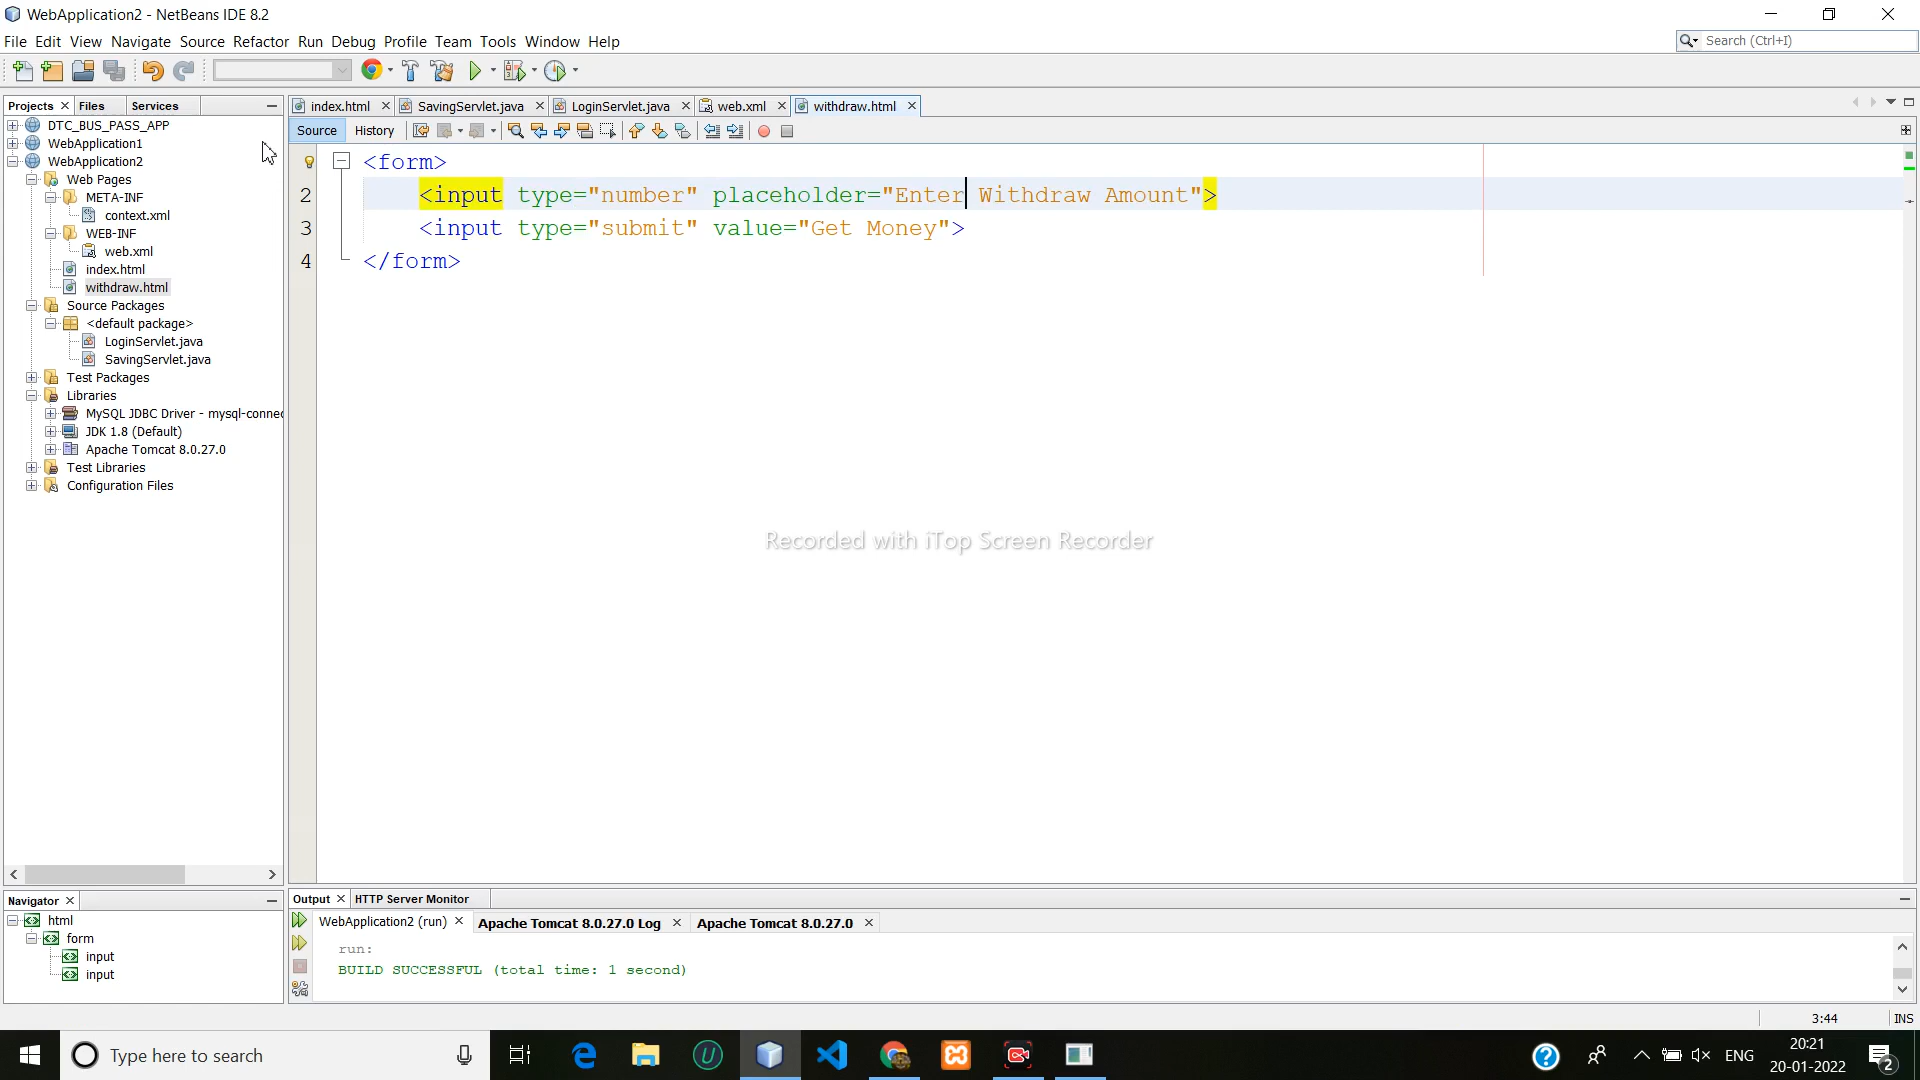 WebApplication2 - NetBeans IDE 8.2
File Edit View Navigate Source Refactor Run Debug Profile Team Tools Window Help
Search (Ctrl+I)
Projects Files Services
index.html SavingServlet.java LoginServlet.java web.xml withdraw.html
Source History
DTC_BUS_PASS_APP
WebApplication1
WebApplication2
Web Pages
META-INF
context.xml
WEB-INF
web.xml
index.html
withdraw.html
Source Packages
<default package>
LoginServlet.java
SavingServlet.java
Test Packages
Libraries
MySQL JDBC Driver - mysql-connec
JDK 1.8 (Default)
Apache Tomcat 8.0.27.0
Test Libraries
Configuration Files
<form>
2 <input type="number" placeholder="Enter Withdraw Amount">
3 <input type="submit" value="Get Money">
4 </form>
Recorded with iTop Screen Recorder
Navigator
html
form
input
input
Output HTTP Server Monitor
WebApplication2 (run) Apache Tomcat 8.0.27.0 Log Apache Tomcat 8.0.27.0
run:
BUILD SUCCESSFUL (total time: 1 second)
3:44 INS
Type here to search
ENG
20:21
20-01-2022
2